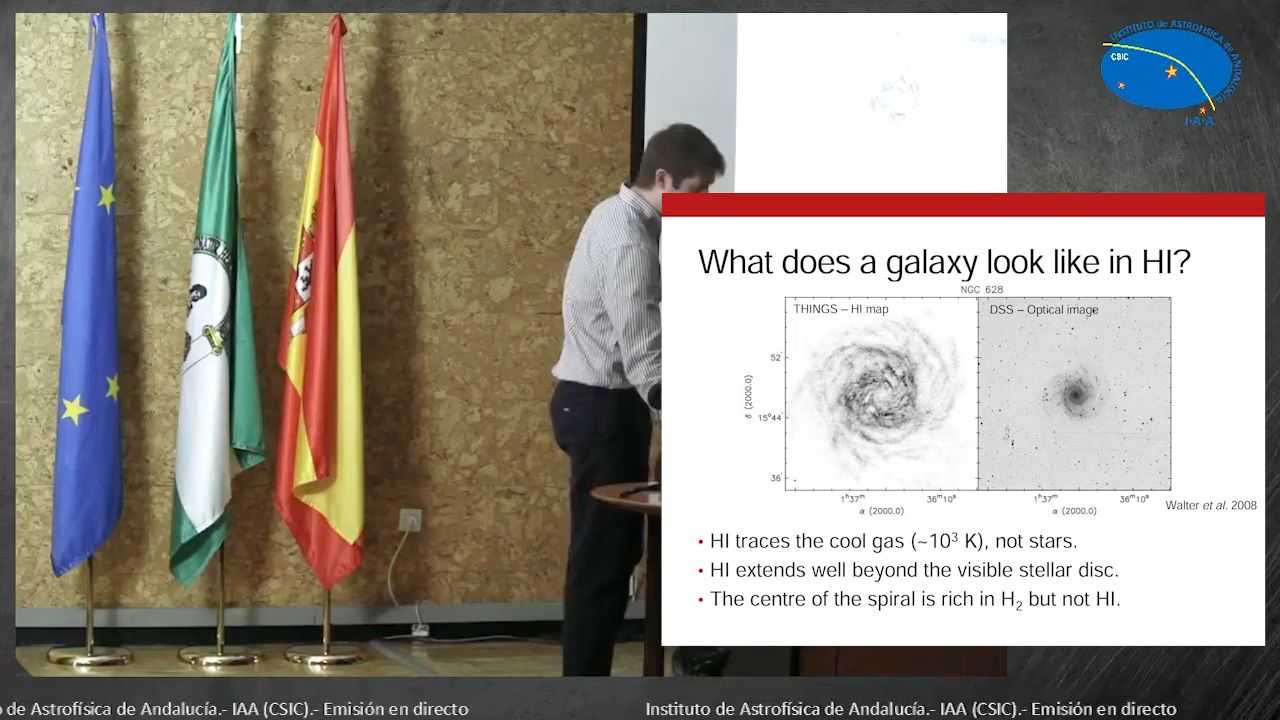 INSTITUTO de ASTROFÍSICA de ANDALUCÍA
CSIC
I·A·A
What does a galaxy look like in HI?
NGC 628
THINGS – HI map
DSS – Optical image
52'
δ (2000.0)
15°44'
36'
1ʰ37ᵐ
36ᵐ10ˢ
1ʰ37ᵐ
36ᵐ10ˢ
α (2000.0)
α (2000.0)
Walter et al. 2008
• HI traces the cool gas (~10³ K), not stars.
• HI extends well beyond the visible stellar disc.
• The centre of the spiral is rich in H₂ but not HI.
o de Astrofísica de Andalucía.- IAA (CSIC).- Emisión en directo
Instituto de Astrofísica de Andalucía.- IAA (CSIC).- Emisión en directo